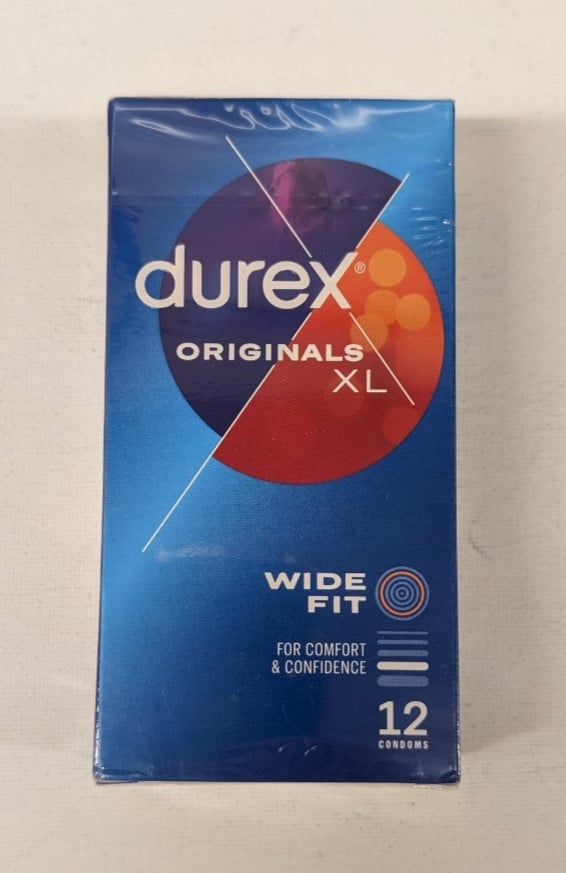 durex®
ORIGINALS
XL
WIDE
FIT
FOR COMFORT
& CONFIDENCE
12
CONDOMS